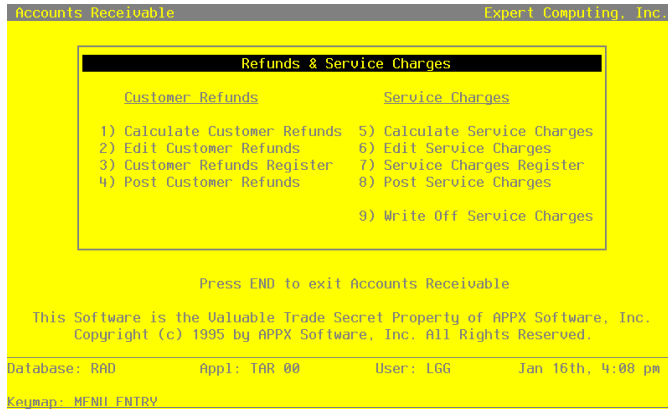 Accounts Receivable Expert Computing, Inc.
Refunds & Service Charges
Customer Refunds Service Charges
1) Calculate Customer Refunds 5) Calculate Service Charges
2) Edit Customer Refunds 6) Edit Service Charges
3) Customer Refunds Register 7) Service Charges Register
4) Post Customer Refunds 8) Post Service Charges
9) Write Off Service Charges
Press END to exit Accounts Receivable
This Software is the Valuable Trade Secret Property of APPX Software, Inc.
Copyright (c) 1995 by APPX Software, Inc. All Rights Reserved.
Database: RAD Appl: TAR 00 User: LGG Jan 16th, 4:08 pm
Keymap: MENU ENTRY